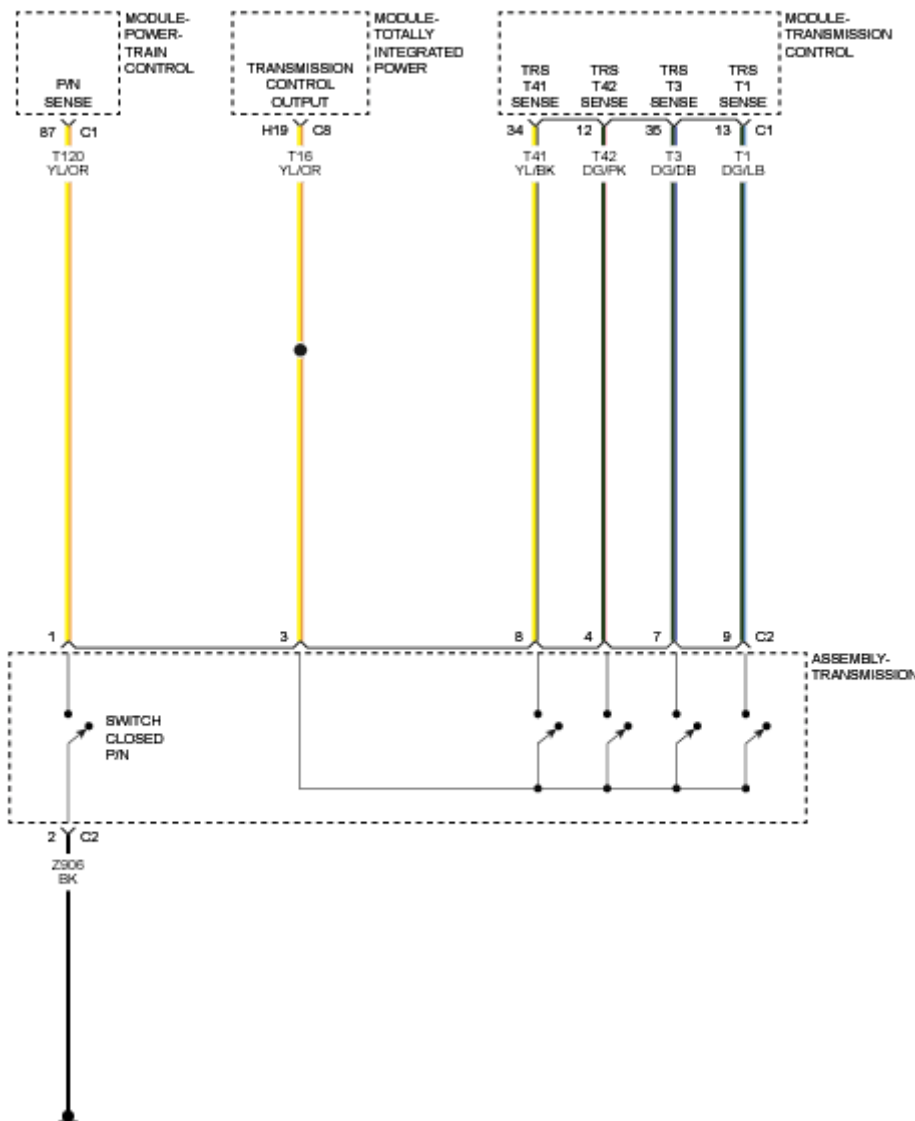 MODULE-
POWER-
TRAIN
CONTROL
P/N
SENSE
87 C1
T120
YL/OR
MODULE-
TOTALLY
INTEGRATED
POWER
TRANSMISSION
CONTROL
OUTPUT
H19 C8
T16
YL/OR
MODULE-
TRANSMISSION
CONTROL
TRS TRS TRS TRS
T41 T42 T3 T1
SENSE SENSE SENSE SENSE
34 12 35 13 C1
T41 T42 T3 T1
YL/BK DG/PK DG/DB DG/LB
1 3 8 4 7 9 C2
ASSEMBLY-
TRANSMISSION
SWITCH
CLOSED
P/N
2 C2
Z906
BK